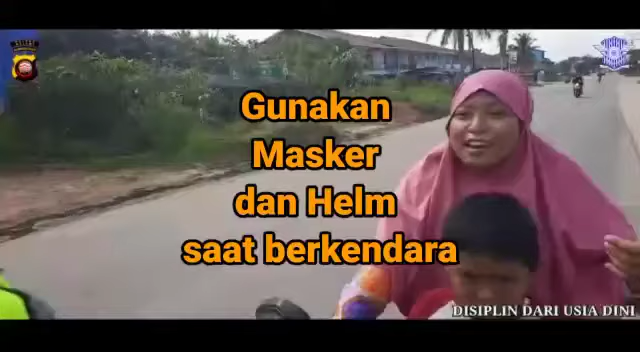 Gunakan
Masker
dan Helm
saat berkendara
DISIPLIN DARI USIA DINI